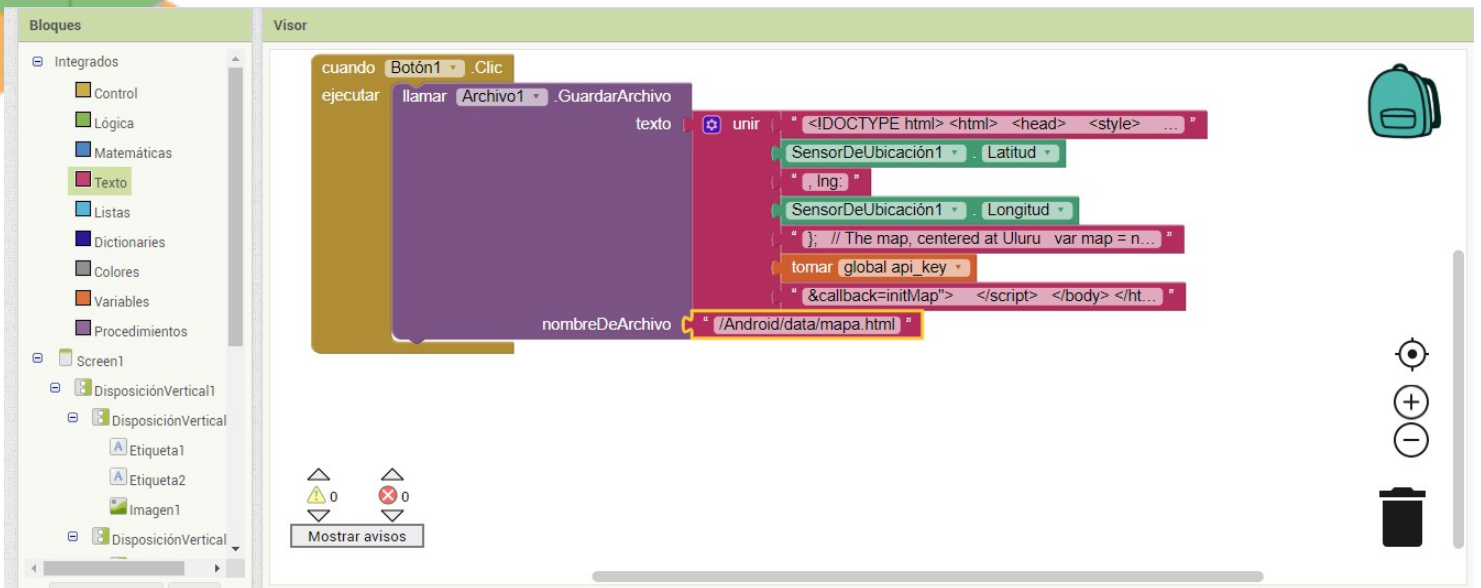 Bloques
Visor
Integrados
Control
Lógica
Matemáticas
Texto
Listas
Dictionaries
Colores
Variables
Procedimientos
Screen1
DisposiciónVertical1
DisposiciónVertical
Etiqueta1
Etiqueta2
Imagen1
DisposiciónVertical
cuando Botón1 .Clic
ejecutar llamar Archivo1 .GuardarArchivo
texto unir " <!DOCTYPE html> <html> <head> <style> ... "
SensorDeUbicación1 . Latitud
" , lng: "
SensorDeUbicación1 . Longitud
" }; // The map, centered at Uluru var map = n... "
tomar global api_key
" &callback=initMap"> </script> </body> </ht... "
nombreDeArchivo " /Android/data/mapa.html "
0 0
Mostrar avisos